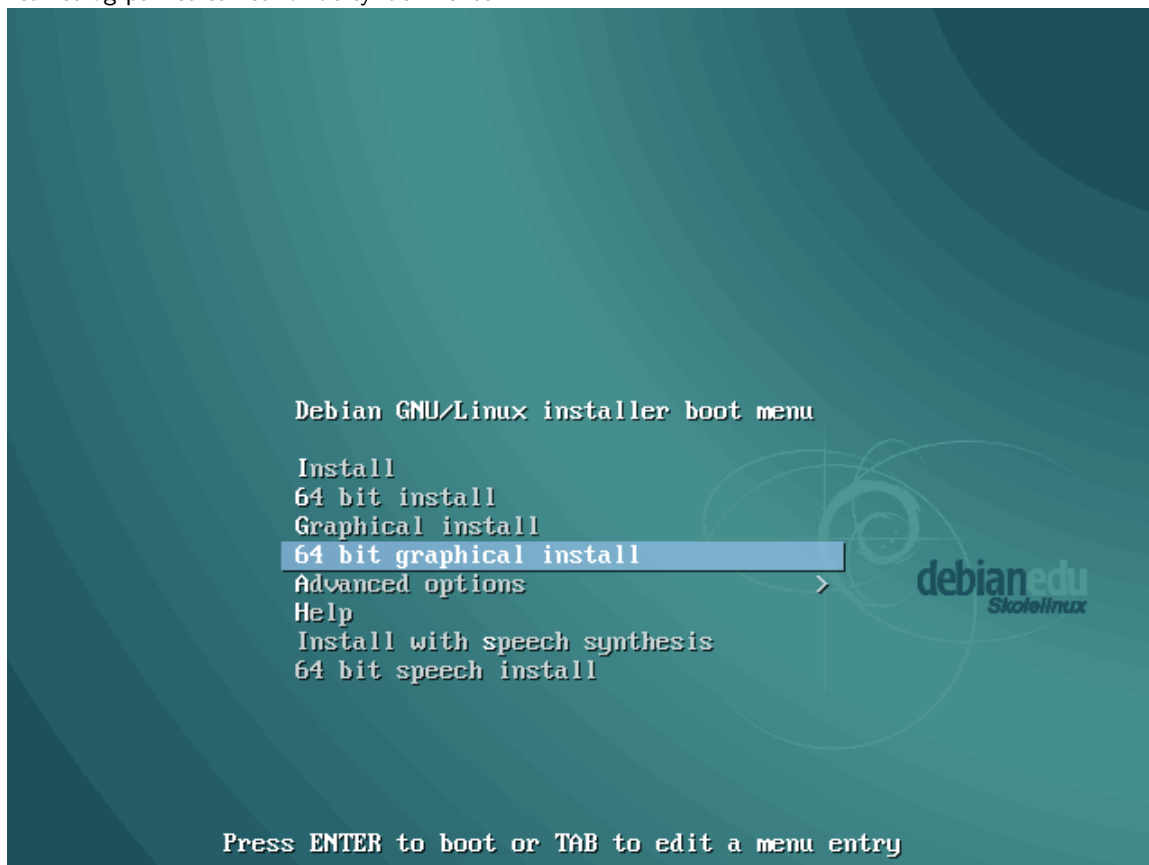 Debian GNU/Linux installer boot menu
Install
64 bit install
Graphical install
64 bit graphical install
Advanced options >
Help
Install with speech synthesis
64 bit speech install
debianedu
Skolelinux
Press ENTER to boot or TAB to edit a menu entry